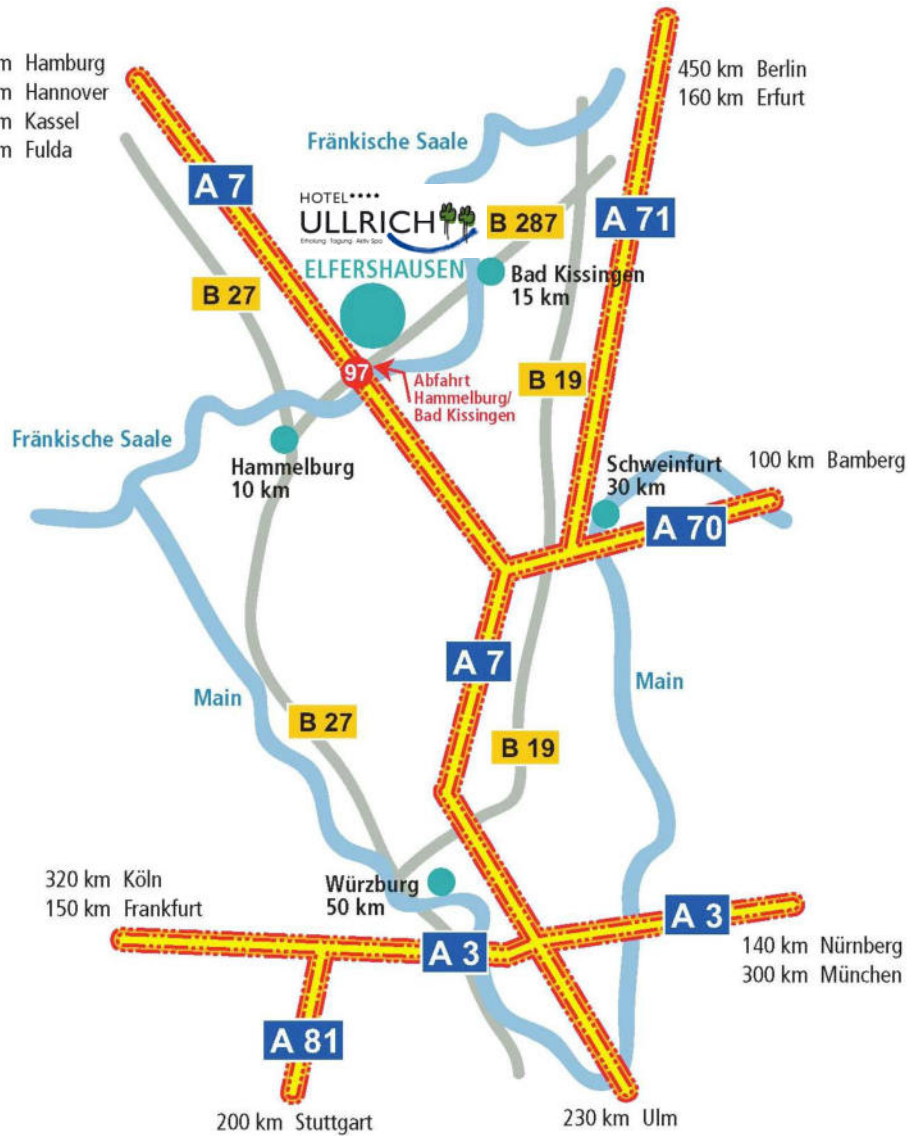 m Hamburg
m Hannover
m Kassel
m Fulda
450 km Berlin
160 km Erfurt
Fränkische Saale
A 7
HOTEL ****
ULLRICH
Erholung Tagung Aktiv Spa
B 287
A 71
ELFERSHAUSEN
Bad Kissingen
15 km
B 27
97
Abfahrt
Hammelburg/
Bad Kissingen
B 19
Fränkische Saale
Hammelburg
10 km
Schweinfurt
30 km
100 km Bamberg
A 70
A 7
Main
Main
B 27
B 19
320 km Köln
150 km Frankfurt
Würzburg
50 km
A 3
A 3
140 km Nürnberg
300 km München
A 81
200 km Stuttgart
230 km Ulm